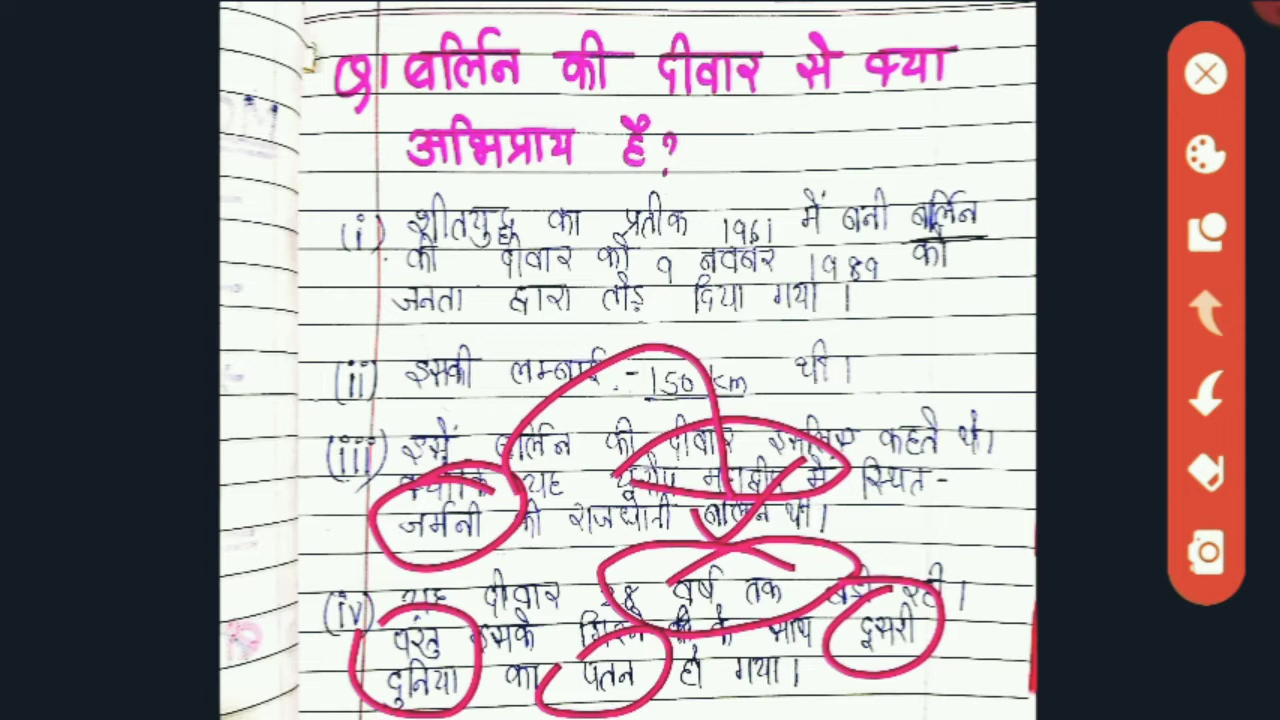 Q। बर्लिन की दीवार से क्या
अभिप्राय है?
(i) शीतयुद्ध का प्रतीक 1961 में बनी बर्लिन
की दीवार को 9 नवंबर 1989 को
जनता द्वारा तोड़ दिया गया।
(ii) इसकी लम्बाई :- 150 km थी।
(iii) इसे बर्लिन की दीवार इसलिए कहते थे।
क्योंकि यह यूरोप महाद्वीप में स्थित-
जर्मनी की राजधानी बर्लिन थी।
(iv) यह दीवार 28 वर्ष तक खड़ी रही।
परंतु इसके गिरने के साथ दूसरी
दुनिया का पतन हो गया।